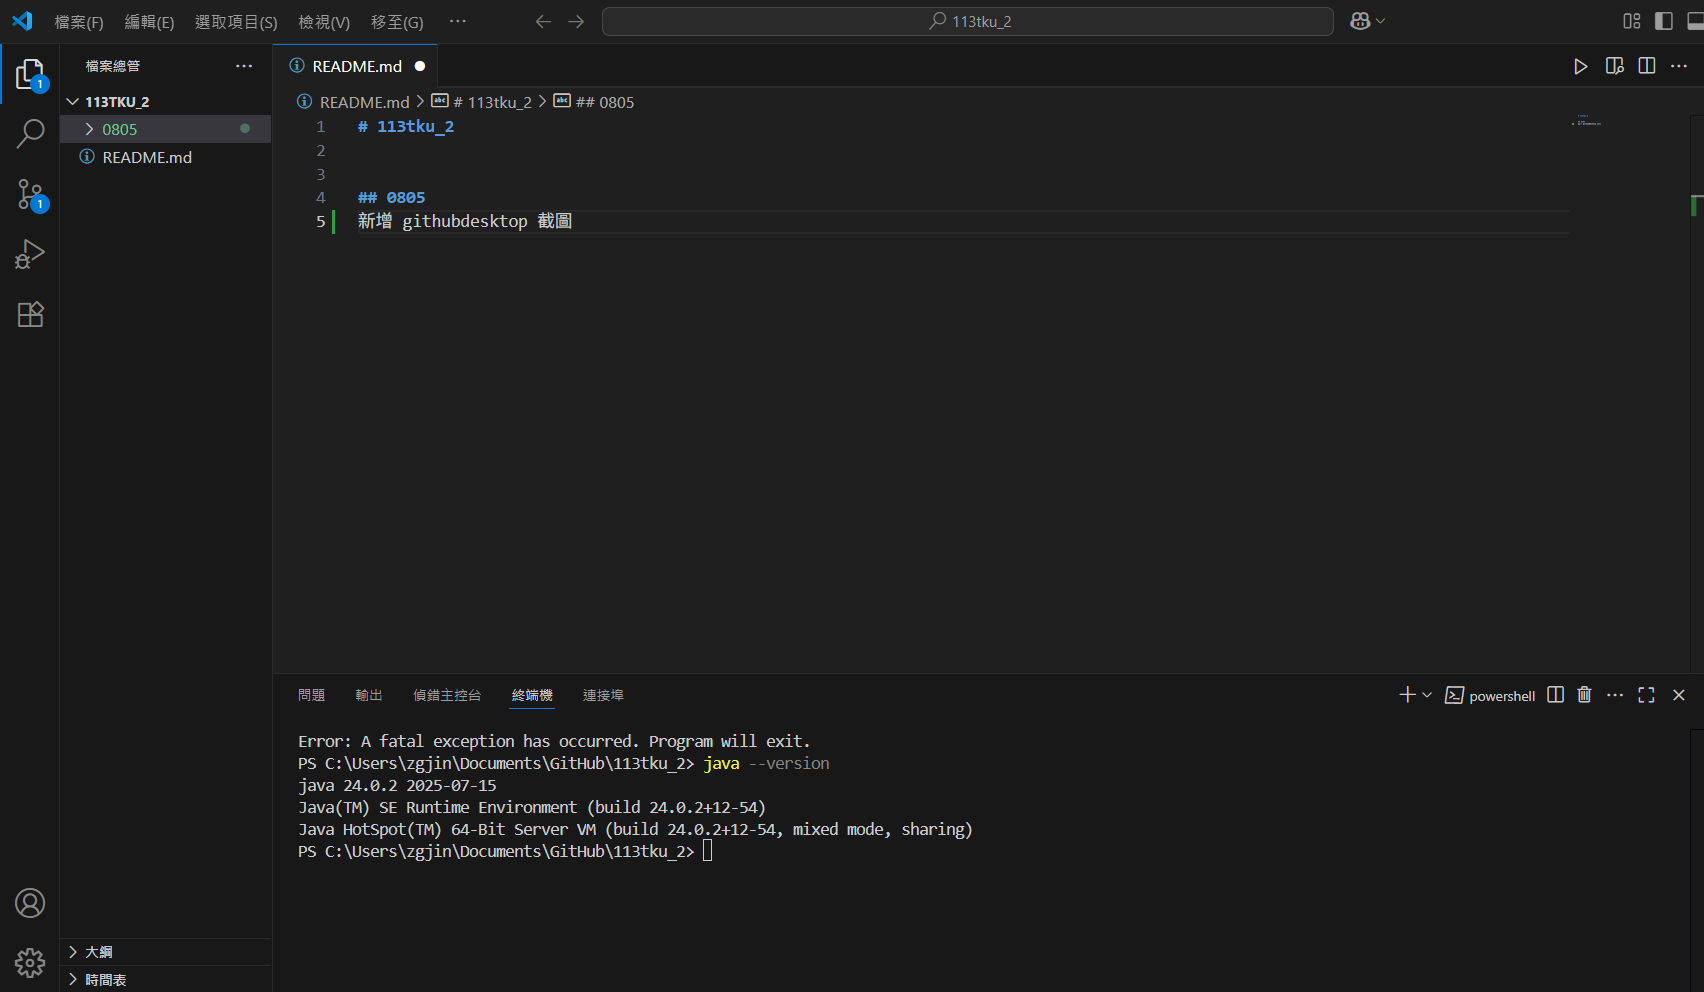 檔案(F) 編輯(E) 選取項目(S) 檢視(V) 移至(G) ··· 113tku_2
檔案總管 ···
113TKU_2
0805
README.md
1
1
README.md
README.md > # 113tku_2 > ## 0805
1 # 113tku_2
2
3
4 ## 0805
5 新增 githubdesktop 截圖
問題 輸出 偵錯主控台 終端機 連接埠 powershell
Error: A fatal exception has occurred. Program will exit.
PS C:\Users\zgjin\Documents\GitHub\113tku_2> java --version
java 24.0.2 2025-07-15
Java(TM) SE Runtime Environment (build 24.0.2+12-54)
Java HotSpot(TM) 64-Bit Server VM (build 24.0.2+12-54, mixed mode, sharing)
PS C:\Users\zgjin\Documents\GitHub\113tku_2>
大綱
時間表